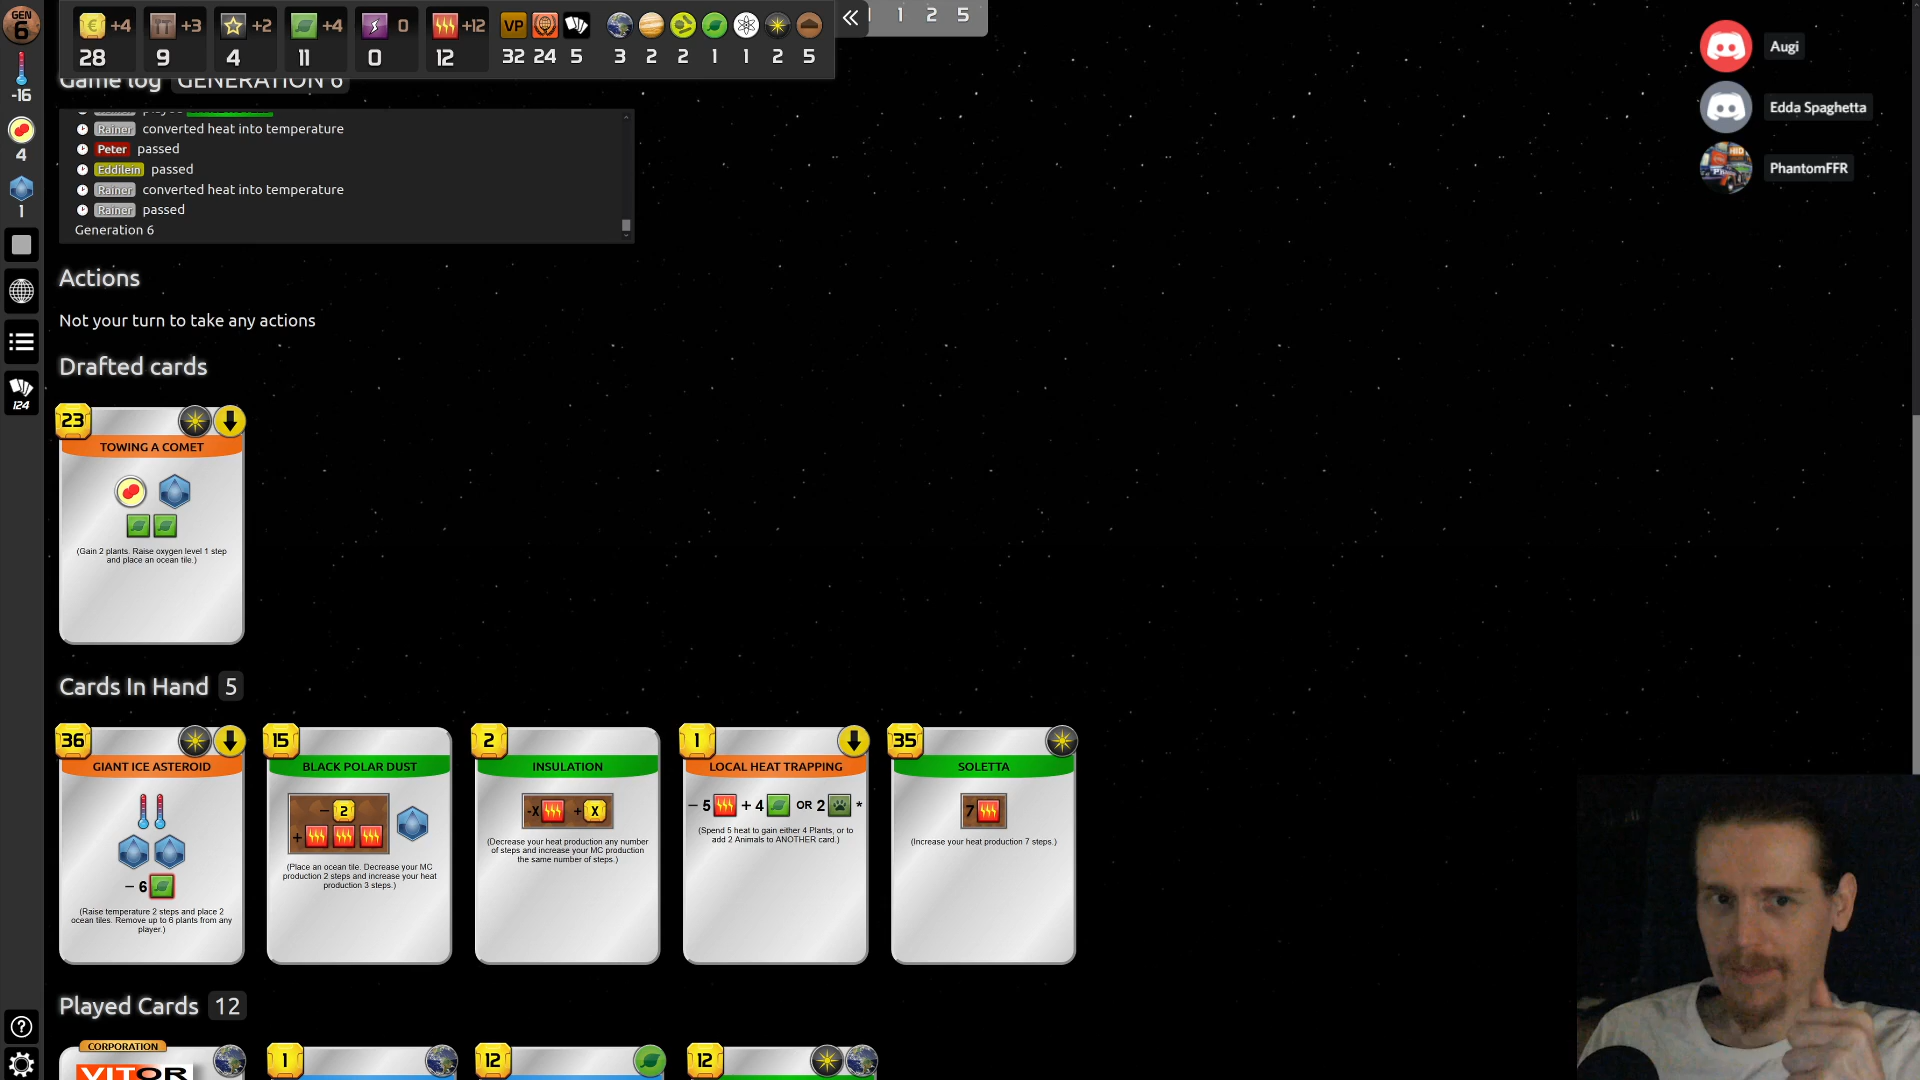 GEN 6
+4 +3 +2 +4 0 +12
28 9 4 11 0 12
VP
32 24 5
3 2 2 1 1 2 5
1 2 5
-16
4
1
124
Augi
Edda Spaghetta
PhantomFFR
Game log GENERATION 6
Rainer converted heat into temperature
Peter passed
Eddilein passed
Rainer converted heat into temperature
Rainer passed
Generation 6
Actions
Not your turn to take any actions
Drafted cards
23
TOWING A COMET
(Gain 2 plants. Raise oxygen level 1 step
and place an ocean tile.)
Cards In Hand 5
36
GIANT ICE ASTEROID
− 6
(Raise temperature 2 steps and place 2
ocean tiles. Remove up to 6 plants from any
player.)
15
BLACK POLAR DUST
− 2
+
(Place an ocean tile. Decrease your MC
production 2 steps and increase your heat
production 3 steps.)
2
INSULATION
-X + X
(Decrease your heat production any number
of steps and increase your MC production
the same number of steps.)
1
LOCAL HEAT TRAPPING
− 5 + 4 OR 2 *
(Spend 5 heat to gain either 4 Plants, or to
add 2 Animals to ANOTHER card.)
35
SOLETTA
7
(Increase your heat production 7 steps.)
Played Cards 12
CORPORATION
VITOR
1
12
12